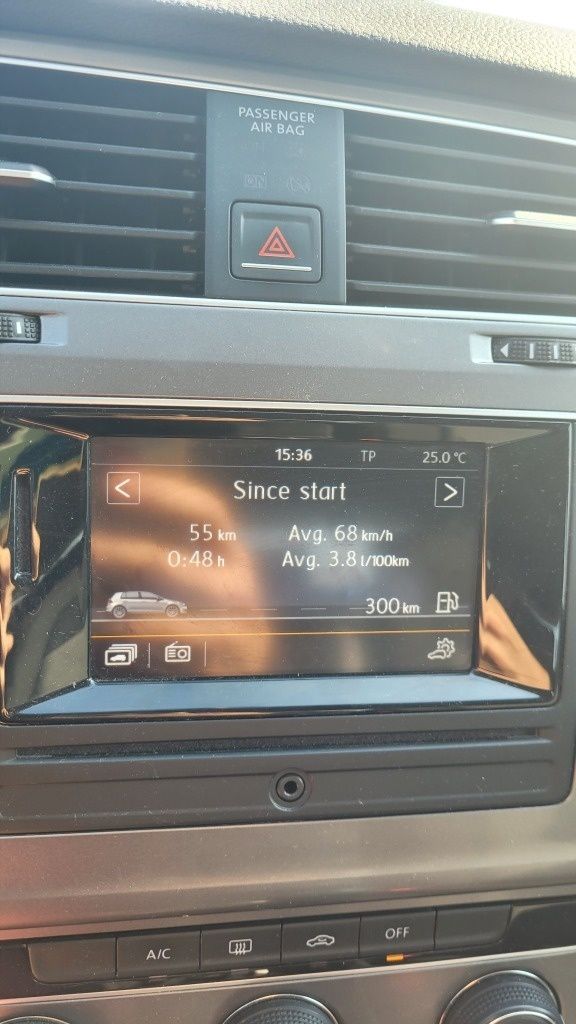 PASSENGER
AIR BAG
ON
15:36 TP 25.0 °C
Since start
55 km Avg. 68 km/h
0:48 h Avg. 3.8 l/100km
300 km
A/C
OFF